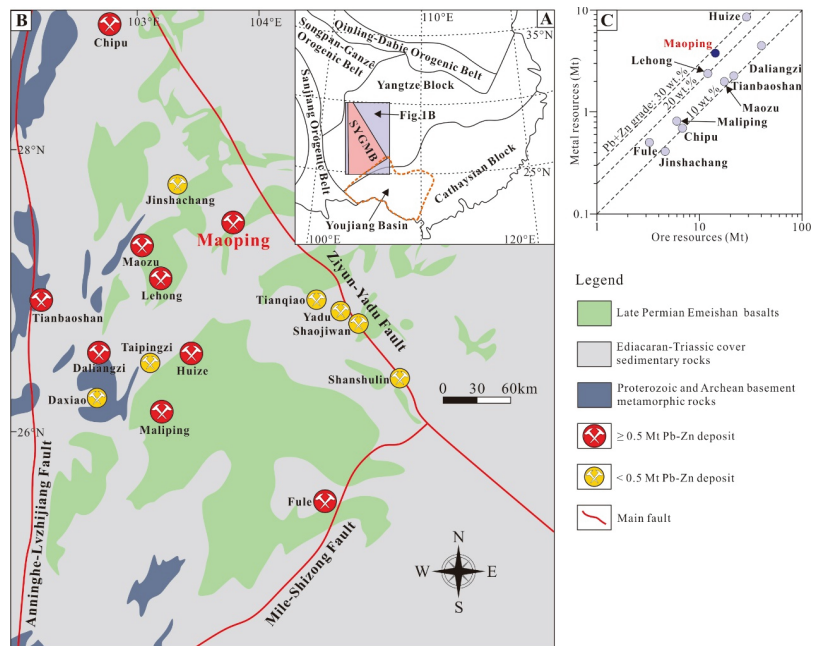 B
103°E
104°E
Chipu
28°N
Jinshachang
Maoping
Maozu
Lehong
Tianbaoshan
Tianqiao
Yadu
Shaojiwan
Ziyun-Yadu Fault
Daliangzi
Taipingzi
Huize
Shanshulin
0 30 60km
Daxiao
Maliping
26°N
Fule
Anninghe-Lvzhijiang Fault
Mile-Shizong Fault
N
W
E
S
A
110°E
35°N
Qinling-Dabie Orogenic Belt
Songpan-Ganzê
Orogenic Belt
Yangtze Block
Sanjiang Orogenic Belt
Fig.1B
SYGMB
25°N
Cathaysian Block
Youjiang Basin
100°E
120°E
C
Metal resources (Mt)
10
1
0.1
Huize
Maoping
Lehong
Daliangzi
Tianbaoshan
Maozu
Maliping
Chipu
Fule
Jinshachang
Pb+Zn grade: 30 wt.%
20 wt.%
10 wt.%
1
10
100
Ore resources (Mt)
Legend
Late Permian Emeishan basalts
Ediacaran-Triassic cover
sedimentary rocks
Proterozoic and Archean basement
metamorphic rocks
≥ 0.5 Mt Pb-Zn deposit
< 0.5 Mt Pb-Zn deposit
Main fault